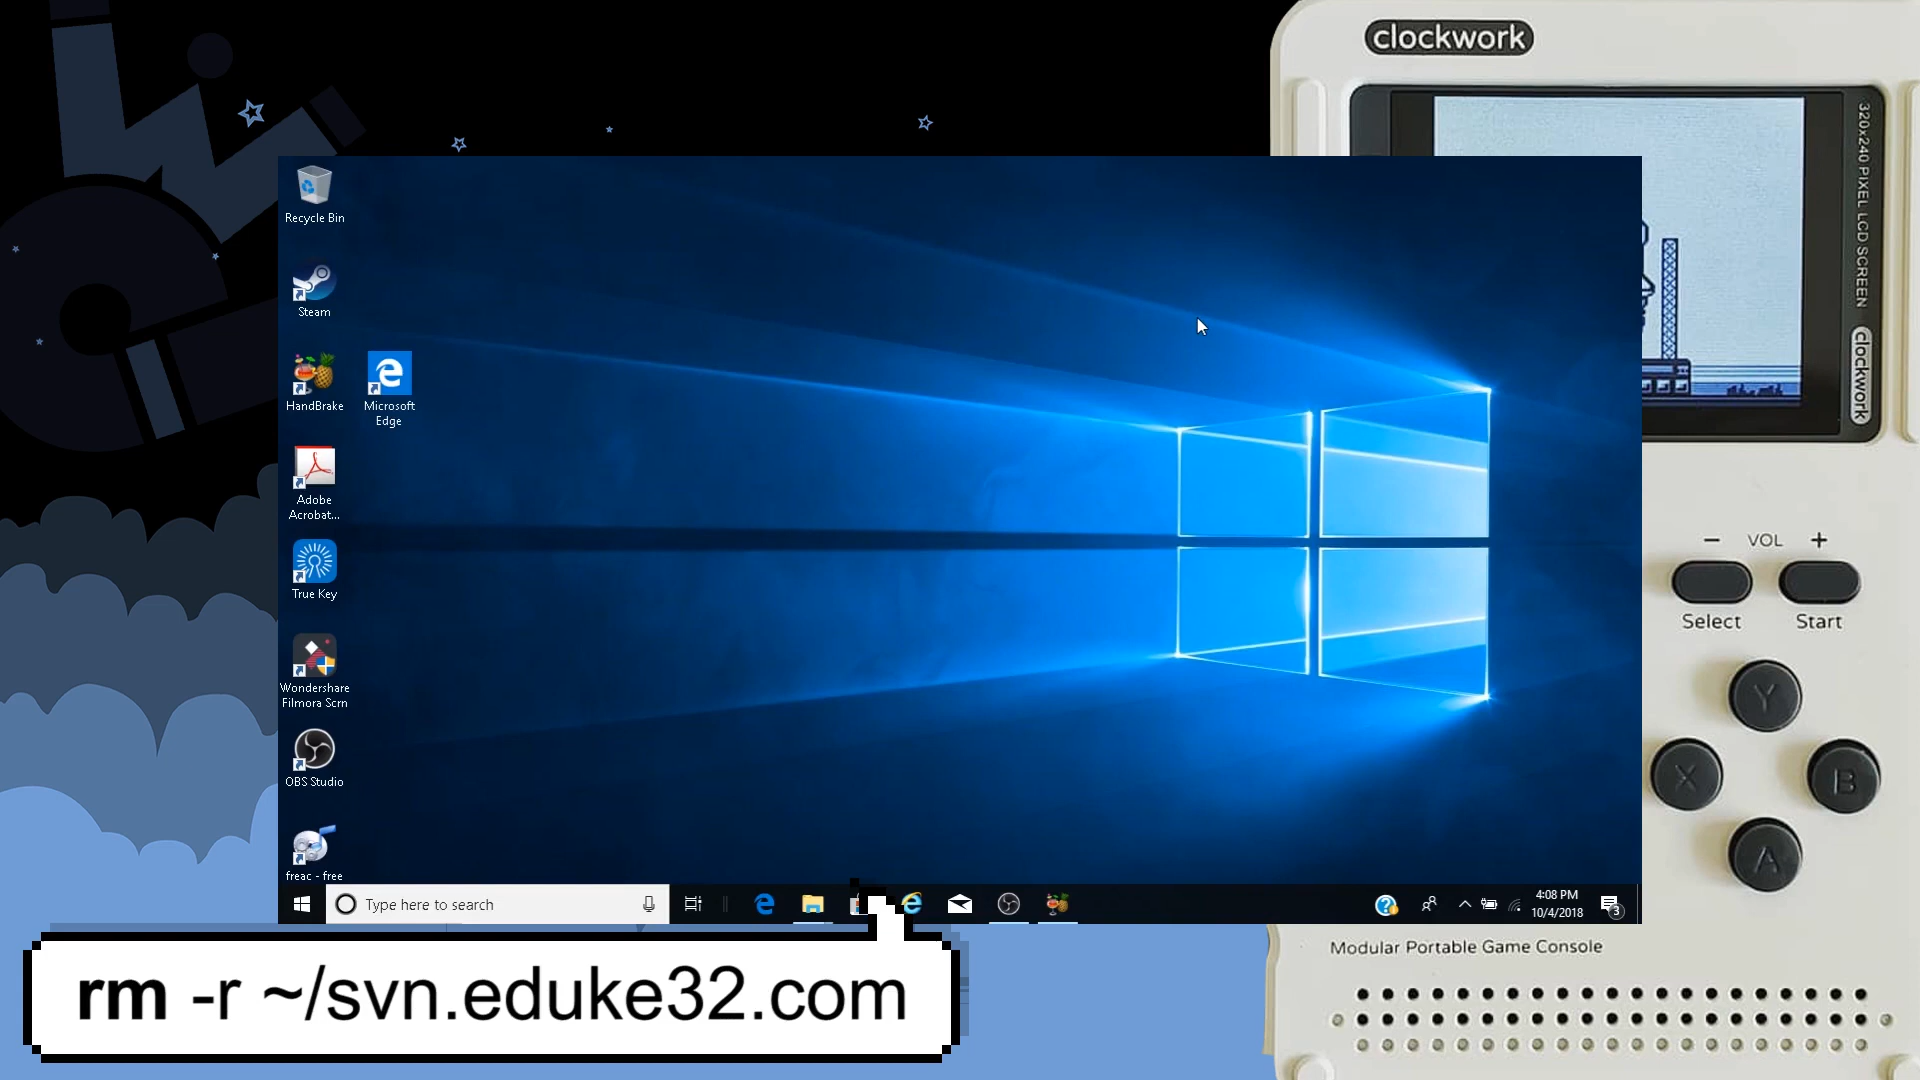 clockwork
320x240 PIXEL LCD SCREEN
clockwork
Recycle Bin
Steam
HandBrake
Microsoft
Edge
Adobe
Acrobat...
True Key
Wondershare
Filmora Scrn
OBS Studio
freac - free
Type here to search
4:08 PM
10/4/2018
3
VOL
Select
Start
Y
X
B
A
Modular Portable Game Console
rm -r ~/svn.eduke32.com